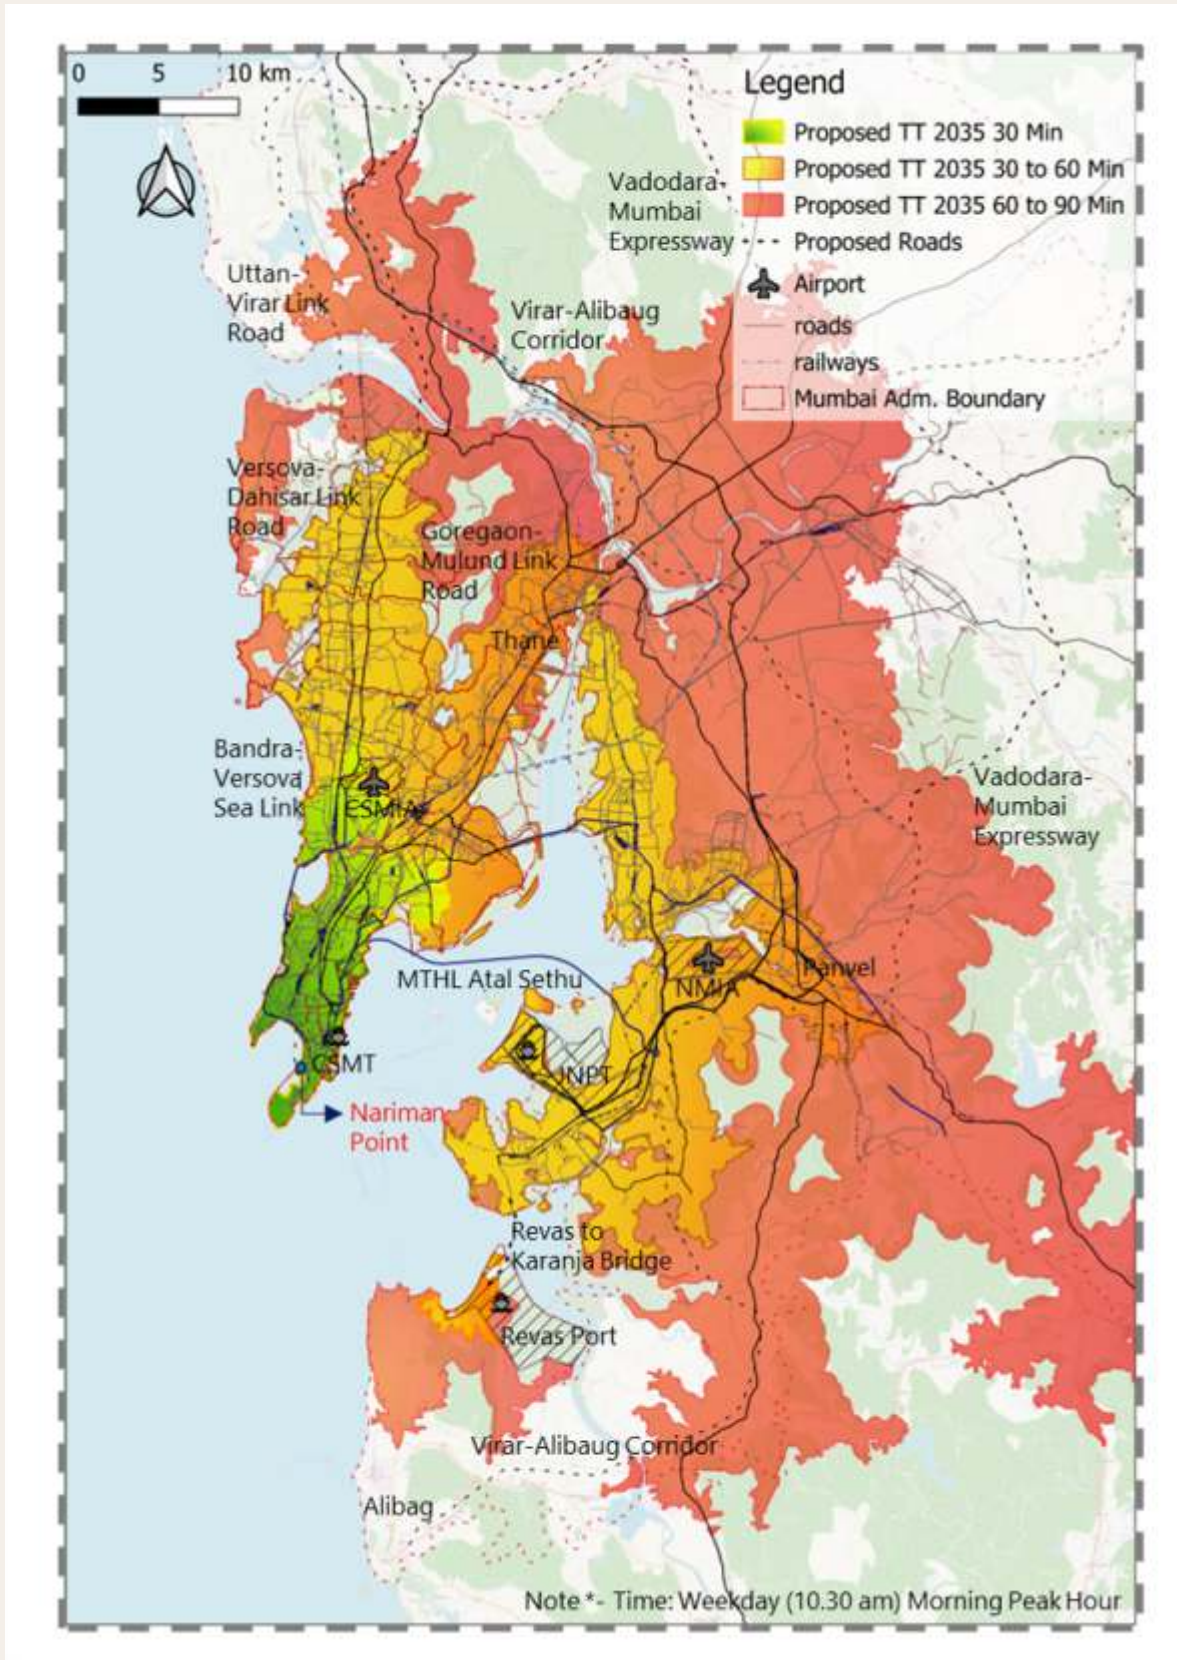 0 5 10 km
Legend
Proposed TT 2035 30 Min
Proposed TT 2035 30 to 60 Min
Proposed TT 2035 60 to 90 Min
Proposed Roads
Airport
roads
railways
Mumbai Adm. Boundary
Vadodara-
Mumbai
Expressway
Uttan-
Virar Link
Road
Virar-Alibaug
Corridor
Versova-
Dahisar Link
Road
Goregaon-
Mulund Link
Road
Thane
Bandra-
Versova
Sea Link
CSMIA
Vadodara-
Mumbai
Expressway
MTHL Atal Sethu
NMIA
Panvel
CSMT
JNPT
Nariman
Point
Revas to
Karanja Bridge
Revas Port
Virar-Alibaug Corridor
Alibag
Note *- Time: Weekday (10.30 am) Morning Peak Hour